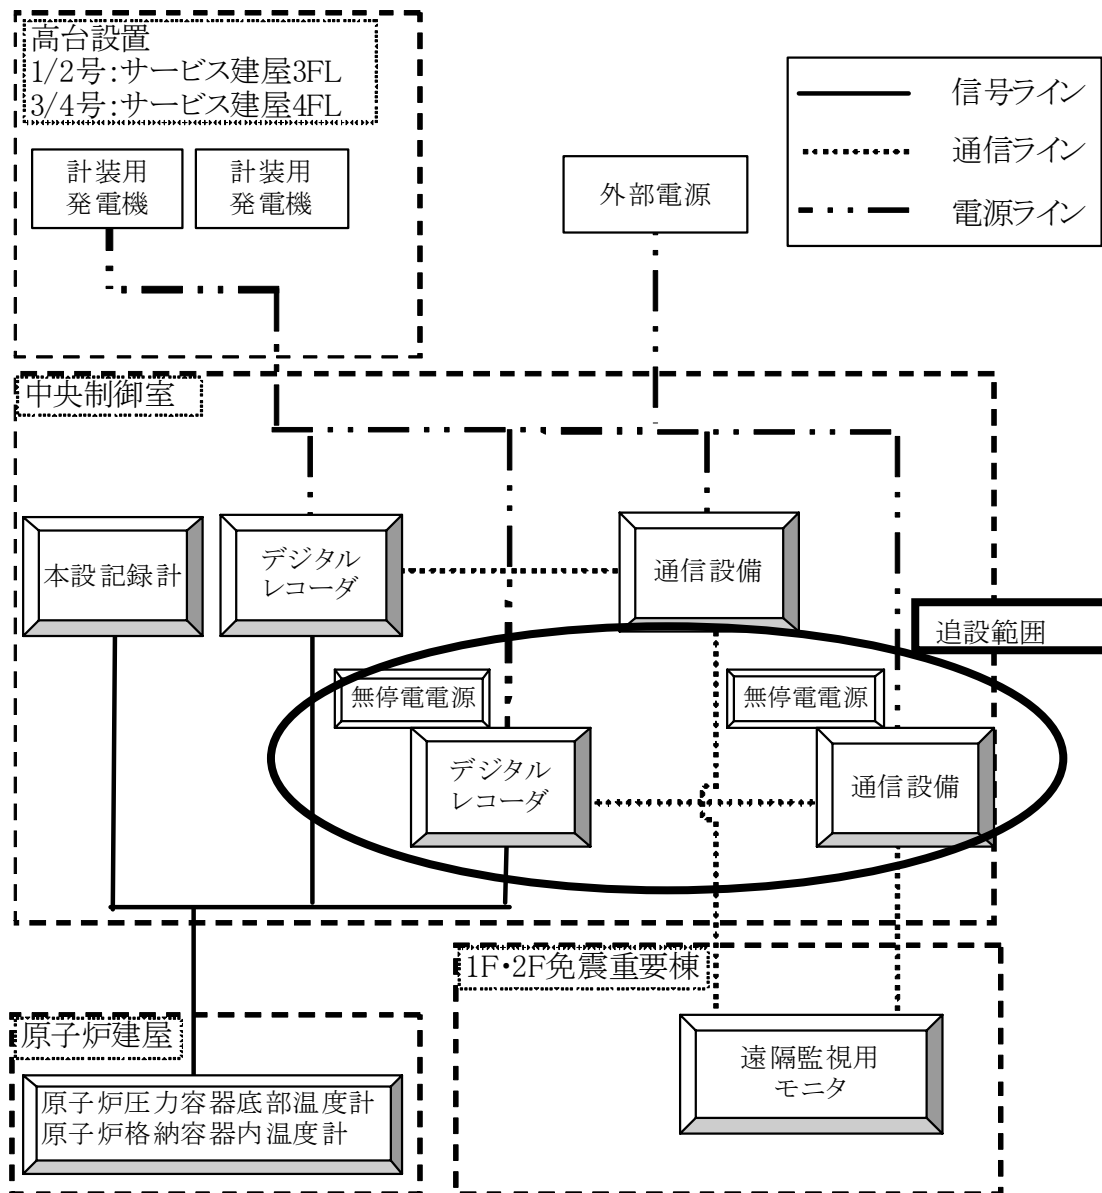 高台設置
1/2号:サービス建屋3FL
3/4号:サービス建屋4FL
計装用
発電機
計装用
発電機
外部電源
信号ライン
通信ライン
電源ライン
中央制御室
本設記録計
デジタル
レコーダ
通信設備
追設範囲
無停電電源
無停電電源
デジタル
レコーダ
通信設備
1F・2F免震重要棟
遠隔監視用
モニタ
原子炉建屋
原子炉圧力容器底部温度計
原子炉格納容器内温度計